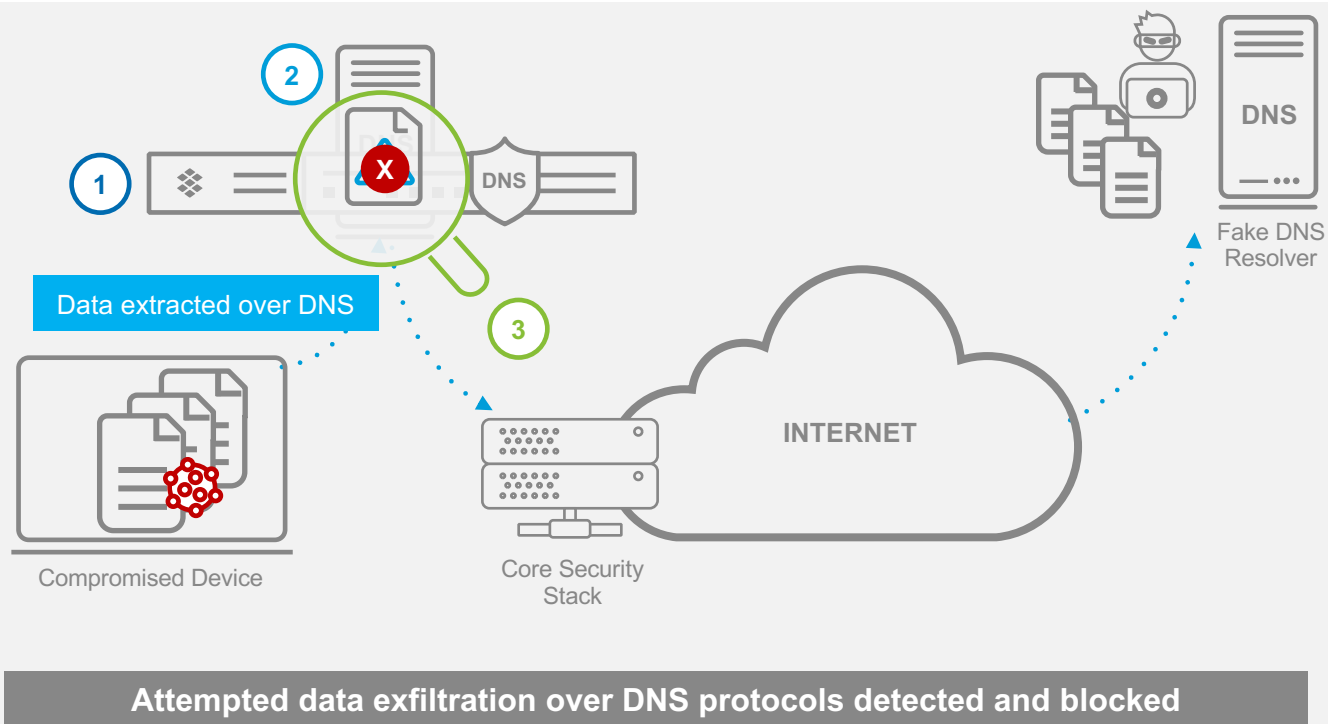 2
1
DNS
X
DNS
3
Data extracted over DNS
Compromised Device
Core Security
Stack
INTERNET
DNS
Fake DNS
Resolver
Attempted data exfiltration over DNS protocols detected and blocked